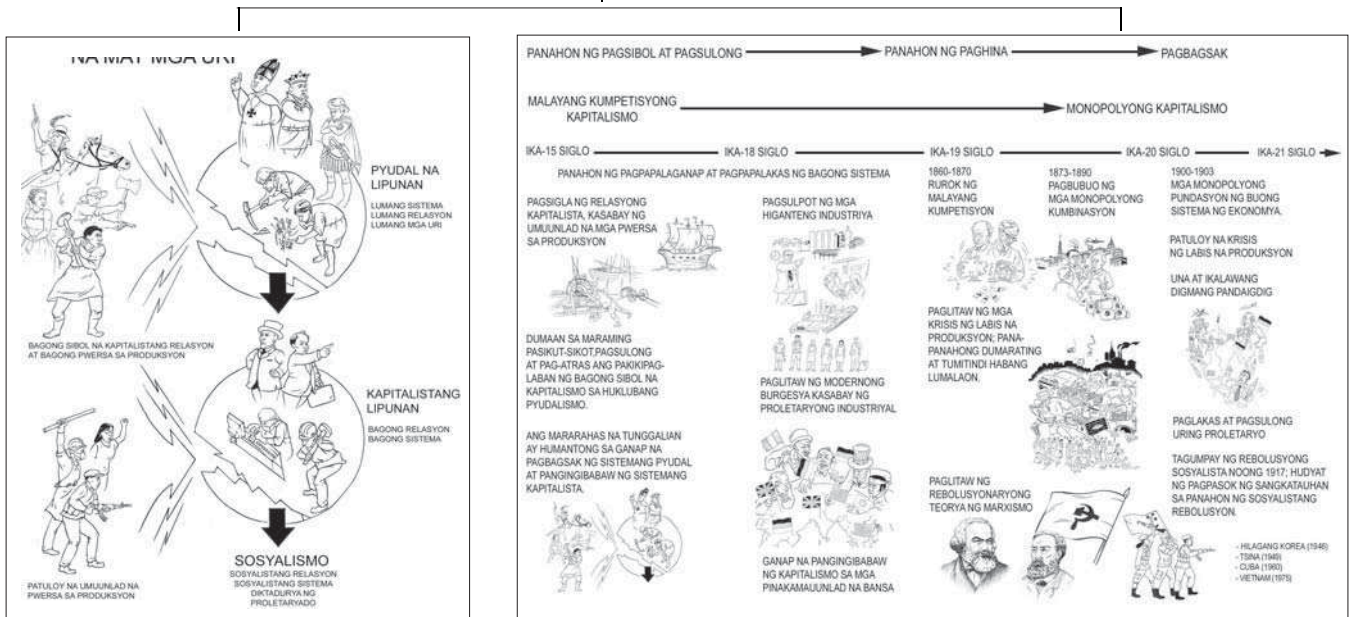 NA MAY MGA URI
PYUDAL NA
LIPUNAN
LUMANG SISTEMA
LUMANG RELASYON
LUMANG MGA URI
BAGONG SIBOL NA KAPITALISTANG RELASYON
AT BAGONG PWERSA SA PRODUKSYON
KAPITALISTANG
LIPUNAN
BAGONG RELASYON
BAGONG SISTEMA
PATULOY NA UMUUNLAD NA
PWERSA SA PRODUKSYON
SOSYALISMO
SOSYALISTANG RELASYON
SOSYALISTANG SISTEMA
DIKTADURYA NG
PROLETARYADO
PANAHON NG PAGSIBOL AT PAGSULONG
PANAHON NG PAGHINA
PAGBAGSAK
MALAYANG KUMPETISYONG
KAPITALISMO
MONOPOLYONG KAPITALISMO
IKA-15 SIGLO
IKA-18 SIGLO
IKA-19 SIGLO
IKA-20 SIGLO
IKA-21 SIGLO
PANAHON NG PAGPAPALAGANAP AT PAGPAPALAKAS NG BAGONG SISTEMA
PAGSIGLA NG RELASYONG
KAPITALISTA, KASABAY NG
UMUUNLAD NA MGA PWERSA
SA PRODUKSYON
DUMAAN SA MARAMING
PASIKUT-SIKOT,PAGSULONG
AT PAG-ATRAS ANG PAKIKIPAG-
LABAN NG BAGONG SIBOL NA
KAPITALISMO SA HUKLUBANG
PYUDALISMO.
ANG MARARAHAS NA TUNGGALIAN
AY HUMANTONG SA GANAP NA
PAGBAGSAK NG SISTEMANG PYUDAL
AT PANGINGIBABAW NG SISTEMANG
KAPITALISTA.
PAGSULPOT NG MGA
HIGANTENG INDUSTRIYA
PAGLITAW NG MODERNONG
BURGESYA KASABAY NG
PROLETARYONG INDUSTRIYAL
GANAP NA PANGINGIBABAW
NG KAPITALISMO SA MGA
PINAKAMAUUNLAD NA BANSA
1860-1870
RUROK NG
MALAYANG
KUMPETISYON
PAGLITAW NG MGA
KRISIS NG LABIS NA
PRODUKSYON; PANA-
PANAHONG DUMARATING
AT TUMITINDI HABANG
LUMALAON.
PAGLITAW NG
REBOLUSYONARYONG
TEORYA NG MARXISMO
1873-1890
PAGBUBUO NG
MGA MONOPOLYONG
KUMBINASYON
1900-1903
MGA MONOPOLYONG
PUNDASYON NG BUONG
SISTEMA NG EKONOMYA.
PATULOY NA KRISIS
NG LABIS NA PRODUKSYON
UNA AT IKALAWANG
DIGMANG PANDAIGDIG
PAGLAKAS AT PAGSULONG
URING PROLETARYO
TAGUMPAY NG REBOLUSYONG
SOSYALISTA NOONG 1917; HUDYAT
NG PAGPASOK NG SANGKATAUHAN
SA PANAHON NG SOSYALISTANG
REBOLUSYON.
- HILAGANG KOREA (1946)
- TSINA (1949)
- CUBA (1960)
- VIETNAM (1975)